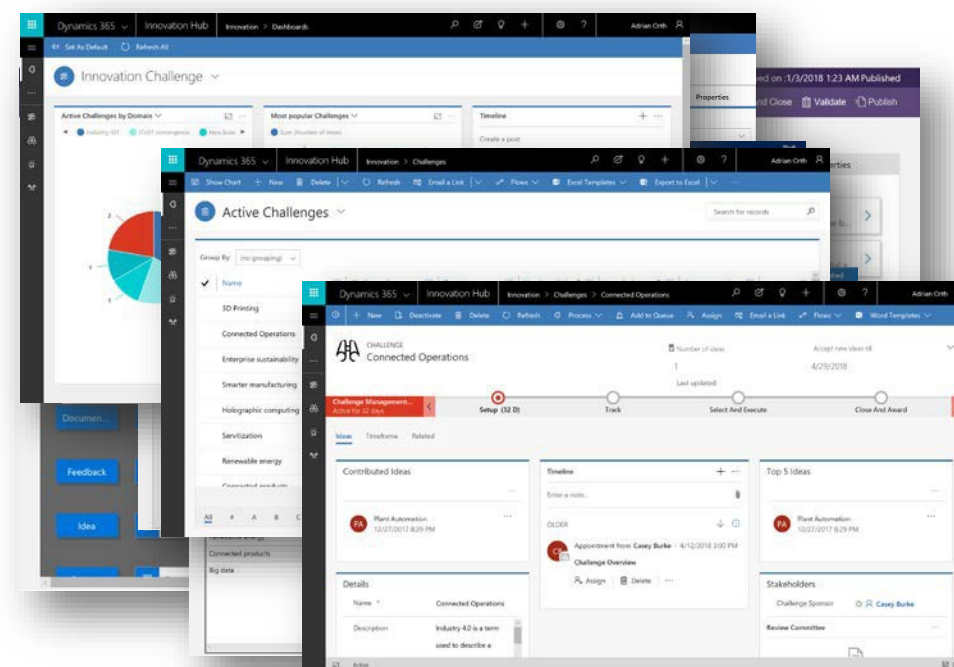 Dynamics 365 Innovation Hub Innovation > Dashboards + ? Adrian Orth
Set As Default Refresh All
Innovation Challenge
Active Challenges by Domain
Most popular Challenges
Timeline
Industry IOT IT/OT convergence
Sum (Number of Ideas)
Create a post
Properties
ed on :1/3/2018 1:23 AM Published
nd Close Validate Publish
Dynamics 365 Innovation Hub Innovation > Challenges + ? Adrian Orth
Show Chart + New Delete Refresh Email a Link Flows Excel Templates Export to Excel
Active Challenges
Search for records
Group By: (no grouping)
Name
3D Printing
Connected Operations
Enterprise sustainability
Smarter manufacturing
Holographic computing
Servitization
Renewable energy
Connected products
All # A B C
Documen...
Feedback
Idea
Connected products
Big data
Dynamics 365 Innovation Hub Innovation > Challenges > Connected Operations + ? Adrian Orth
+ New Deactivate Delete Refresh Process Add to Queue Assign Email a Link Flows Word Templates
CHALLENGE
Connected Operations
Number of ideas
1
Last updated
Accept new ideas till
4/29/2018
Challenge Management...
Active for 32 days
Setup (32 D)
Track
Select And Execute
Close And Award
Ideas Timeframe Related
Contributed Ideas
PA Plant Automation
12/27/2017 8:29 PM
Details
Name * Connected Operations
Description Industry 4.0 is a term
used to describe a
Timeline
Enter a note...
OLDER
Appointment from Casey Burke 4/12/2018 3:00 PM
Challenge Overview
Assign Delete
Top 5 Ideas
PA Plant Automation
12/27/2017 8:29 PM
Stakeholders
Challenge Sponsor Casey Burke
Review Committee
Active